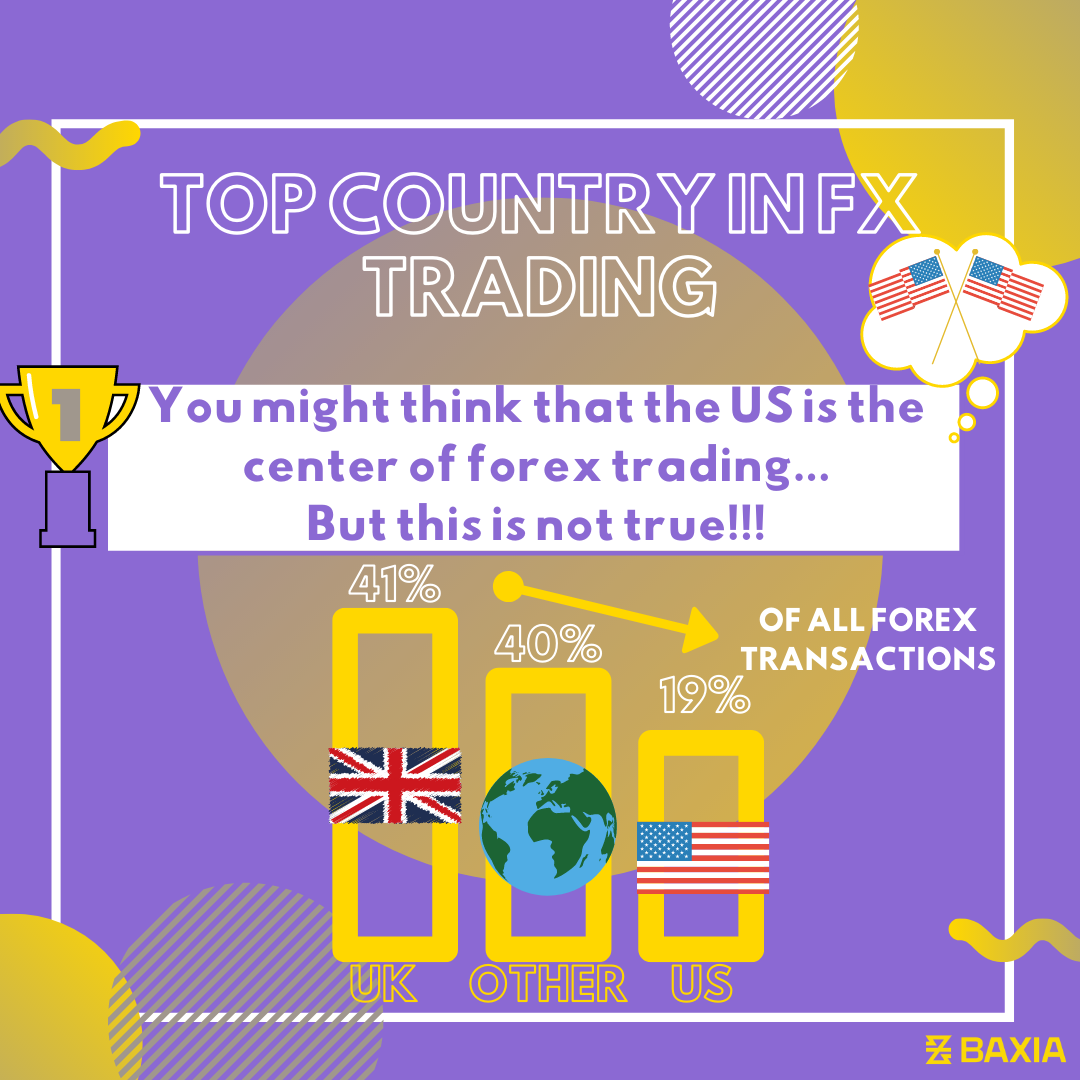 TOP COUNTRY IN FX
TRADING
1
You might think that the US is the
center of forex trading...
But this is not true!!!
41%
40%
19%
OF ALL FOREX
TRANSACTIONS
UK
OTHER
US
BAXIA